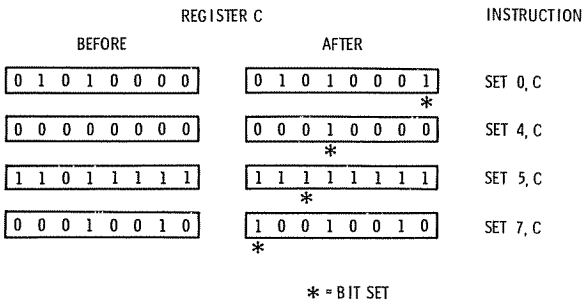 REGISTER C INSTRUCTION
BEFORE AFTER
0 1 0 1 0 0 0 0 0 1 0 1 0 0 0 1 SET 0, C
*
0 0 0 0 0 0 0 0 0 0 0 1 0 0 0 0 SET 4, C
*
1 1 0 1 1 1 1 1 1 1 1 1 1 1 1 1 SET 5, C
*
0 0 0 1 0 0 1 0 1 0 0 1 0 0 1 0 SET 7, C
*
* = BIT SET